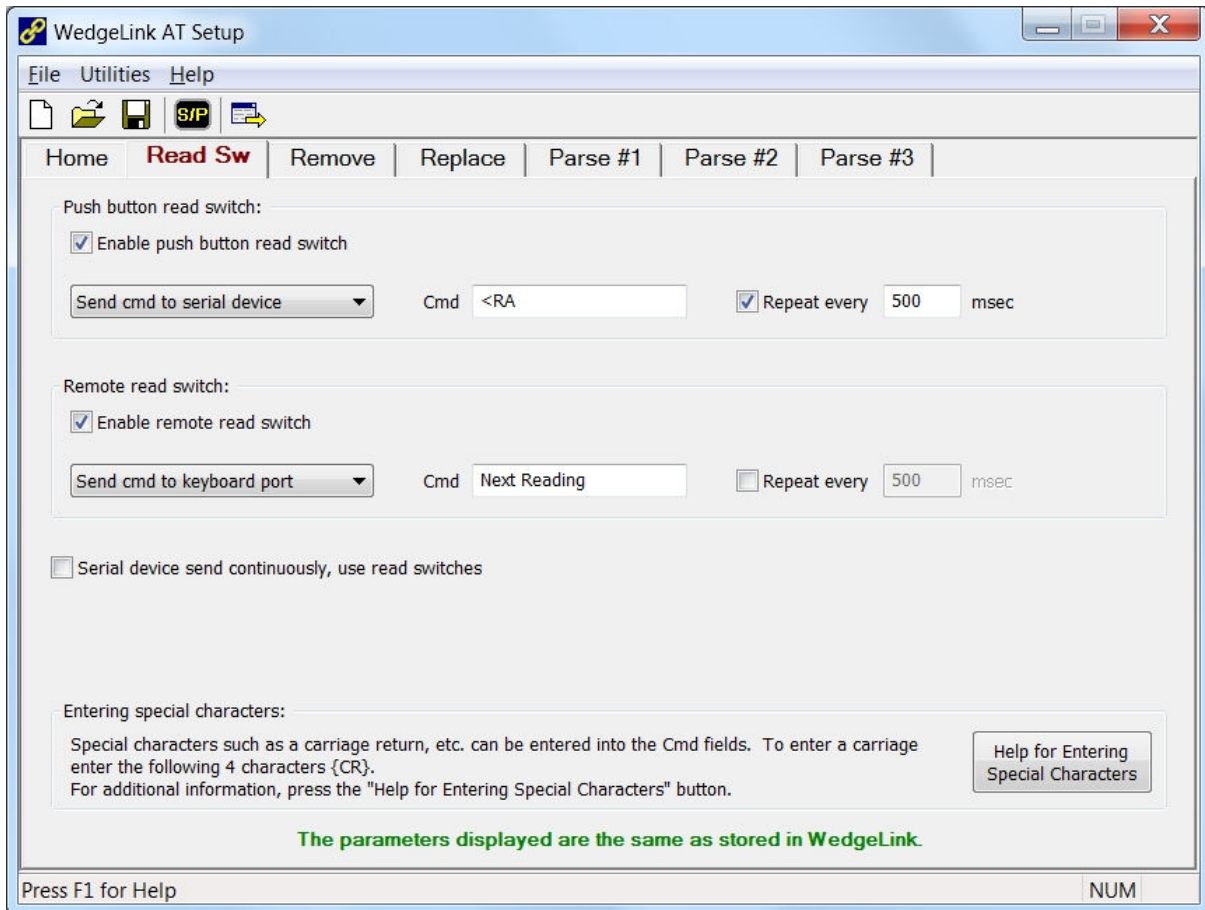 WedgeLink AT Setup
File Utilities Help
S/P
Home Read Sw Remove Replace Parse #1 Parse #2 Parse #3
Push button read switch:
Enable push button read switch
Send cmd to serial device Cmd <RA Repeat every 500 msec
Remote read switch:
Enable remote read switch
Send cmd to keyboard port Cmd Next Reading Repeat every 500 msec
Serial device send continuously, use read switches
Entering special characters:
Special characters such as a carriage return, etc. can be entered into the Cmd fields. To enter a carriage
enter the following 4 characters {CR}.
For additional information, press the "Help for Entering Special Characters" button.
Help for Entering
Special Characters
The parameters displayed are the same as stored in WedgeLink.
Press F1 for Help NUM